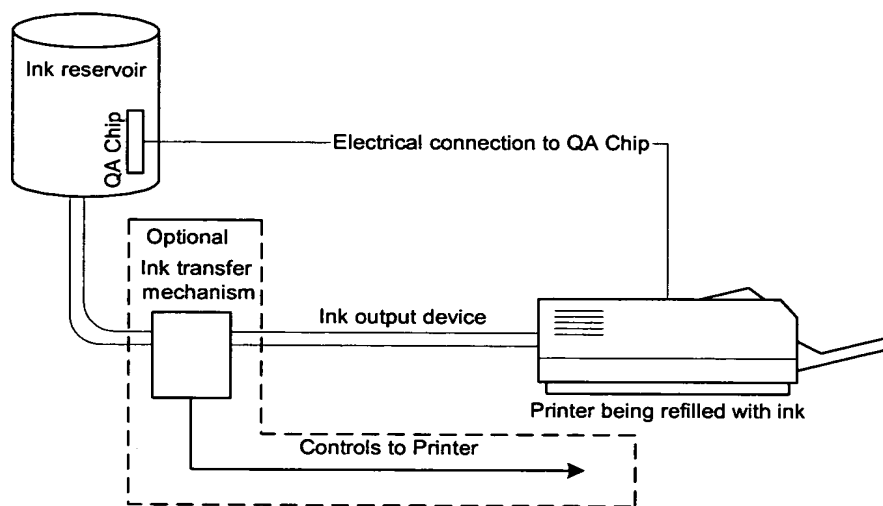 Ink reservoir
QA Chip
Electrical connection to QA Chip
Optional
Ink transfer
mechanism
Ink output device
Printer being refilled with ink
Controls to Printer